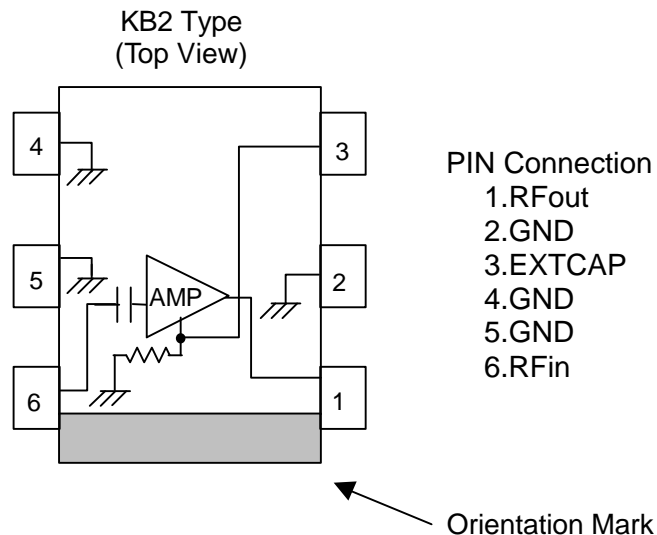 KB2 Type
(Top View)
4
3
5
2
AMP
6
1
PIN Connection
1.RFout
2.GND
3.EXTCAP
4.GND
5.GND
6.RFin
Orientation Mark